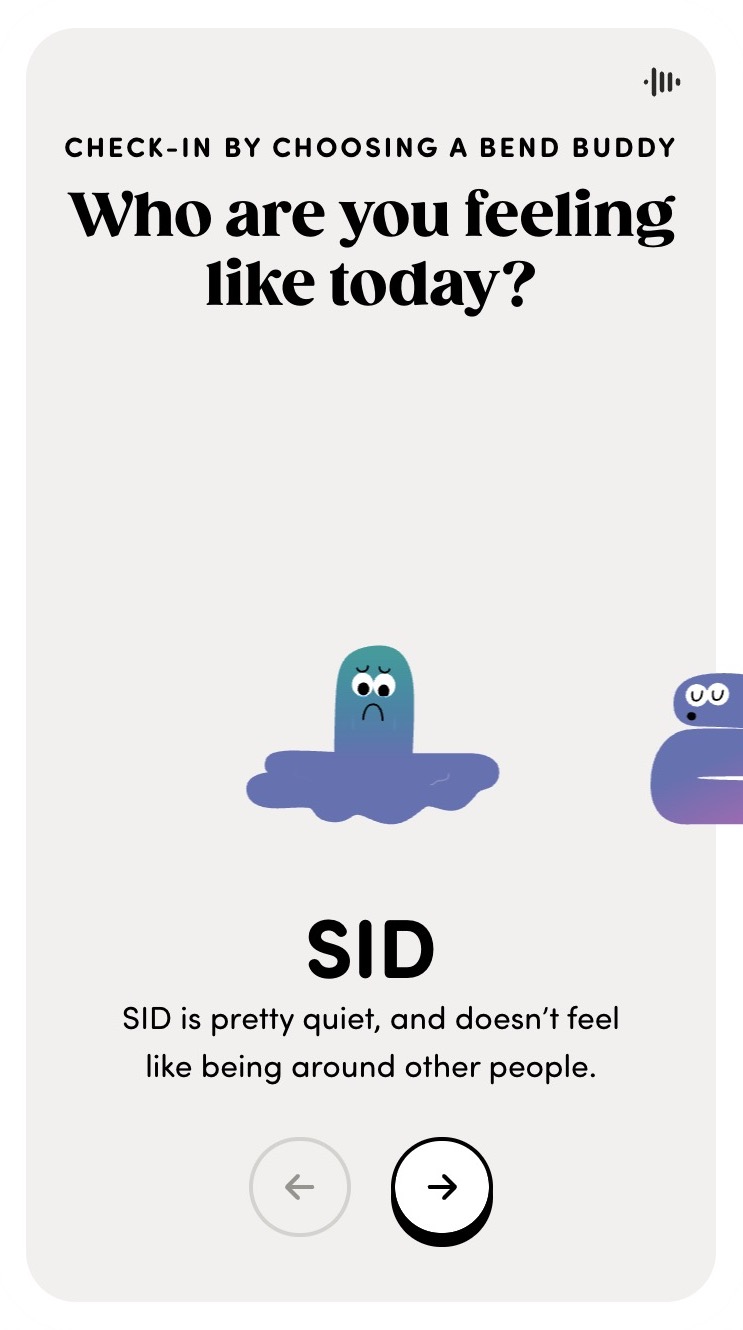 CHECK-IN BY CHOOSING A BEND BUDDY
Who are you feeling
like today?
SID
SID is pretty quiet, and doesn’t feel
like being around other people.